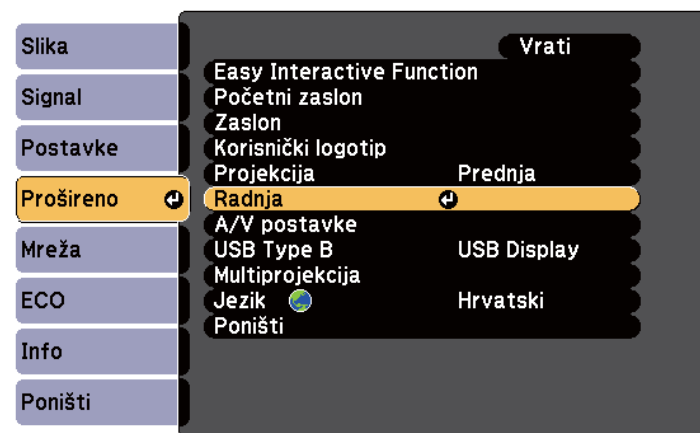 Slika
Signal
Postavke
Prošireno
Mreža
ECO
Info
Poništi
Vrati
Easy Interactive Function
Početni zaslon
Zaslon
Korisnički logotip
Projekcija Prednja
Radnja
A/V postavke
USB Type B USB Display
Multiprojekcija
Jezik Hrvatski
Poništi